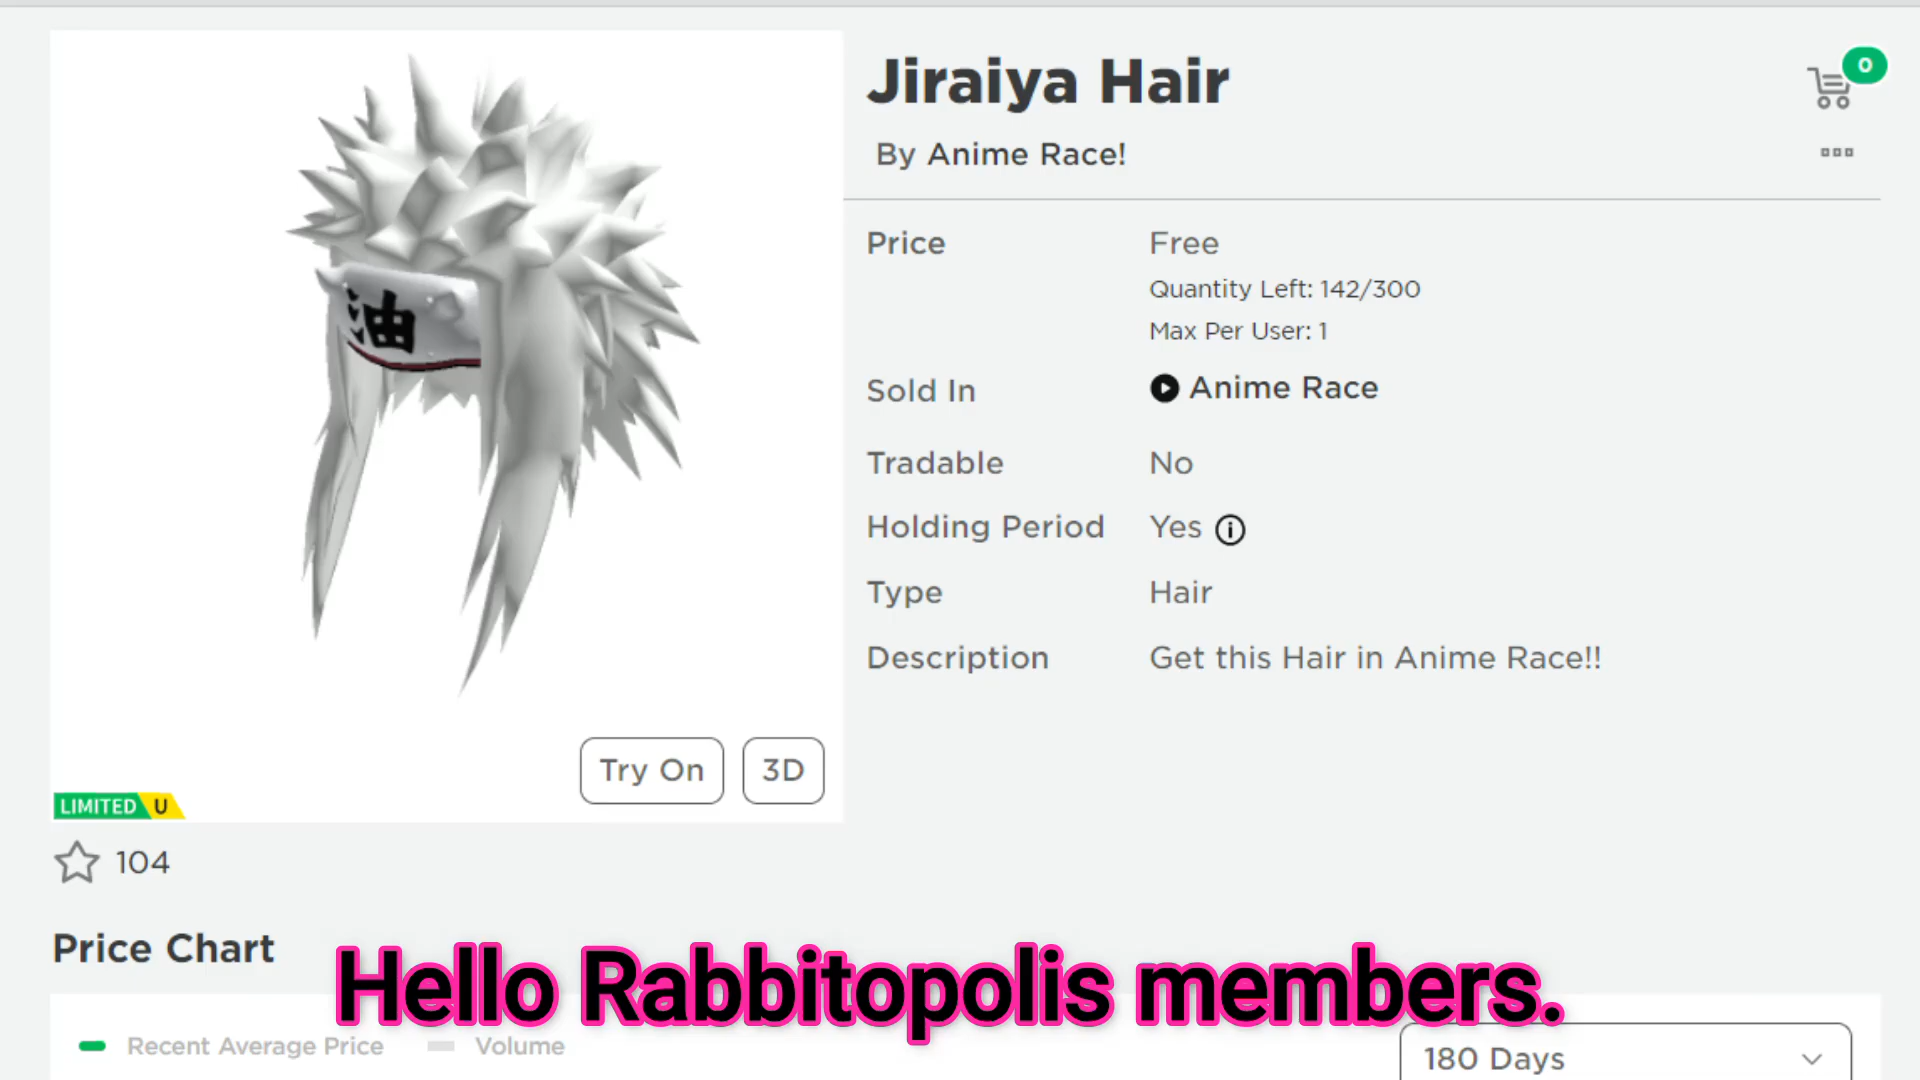 Jiraiya Hair
0
By Anime Race!
Price Free
Quantity Left: 142/300
Max Per User: 1
Sold In Anime Race
Tradable No
Holding Period Yes
Type Hair
Description Get this Hair in Anime Race!!
油
Try On 3D
LIMITED U
104
Price Chart
Hello Rabbitopolis members.
Recent Average Price Volume
180 Days